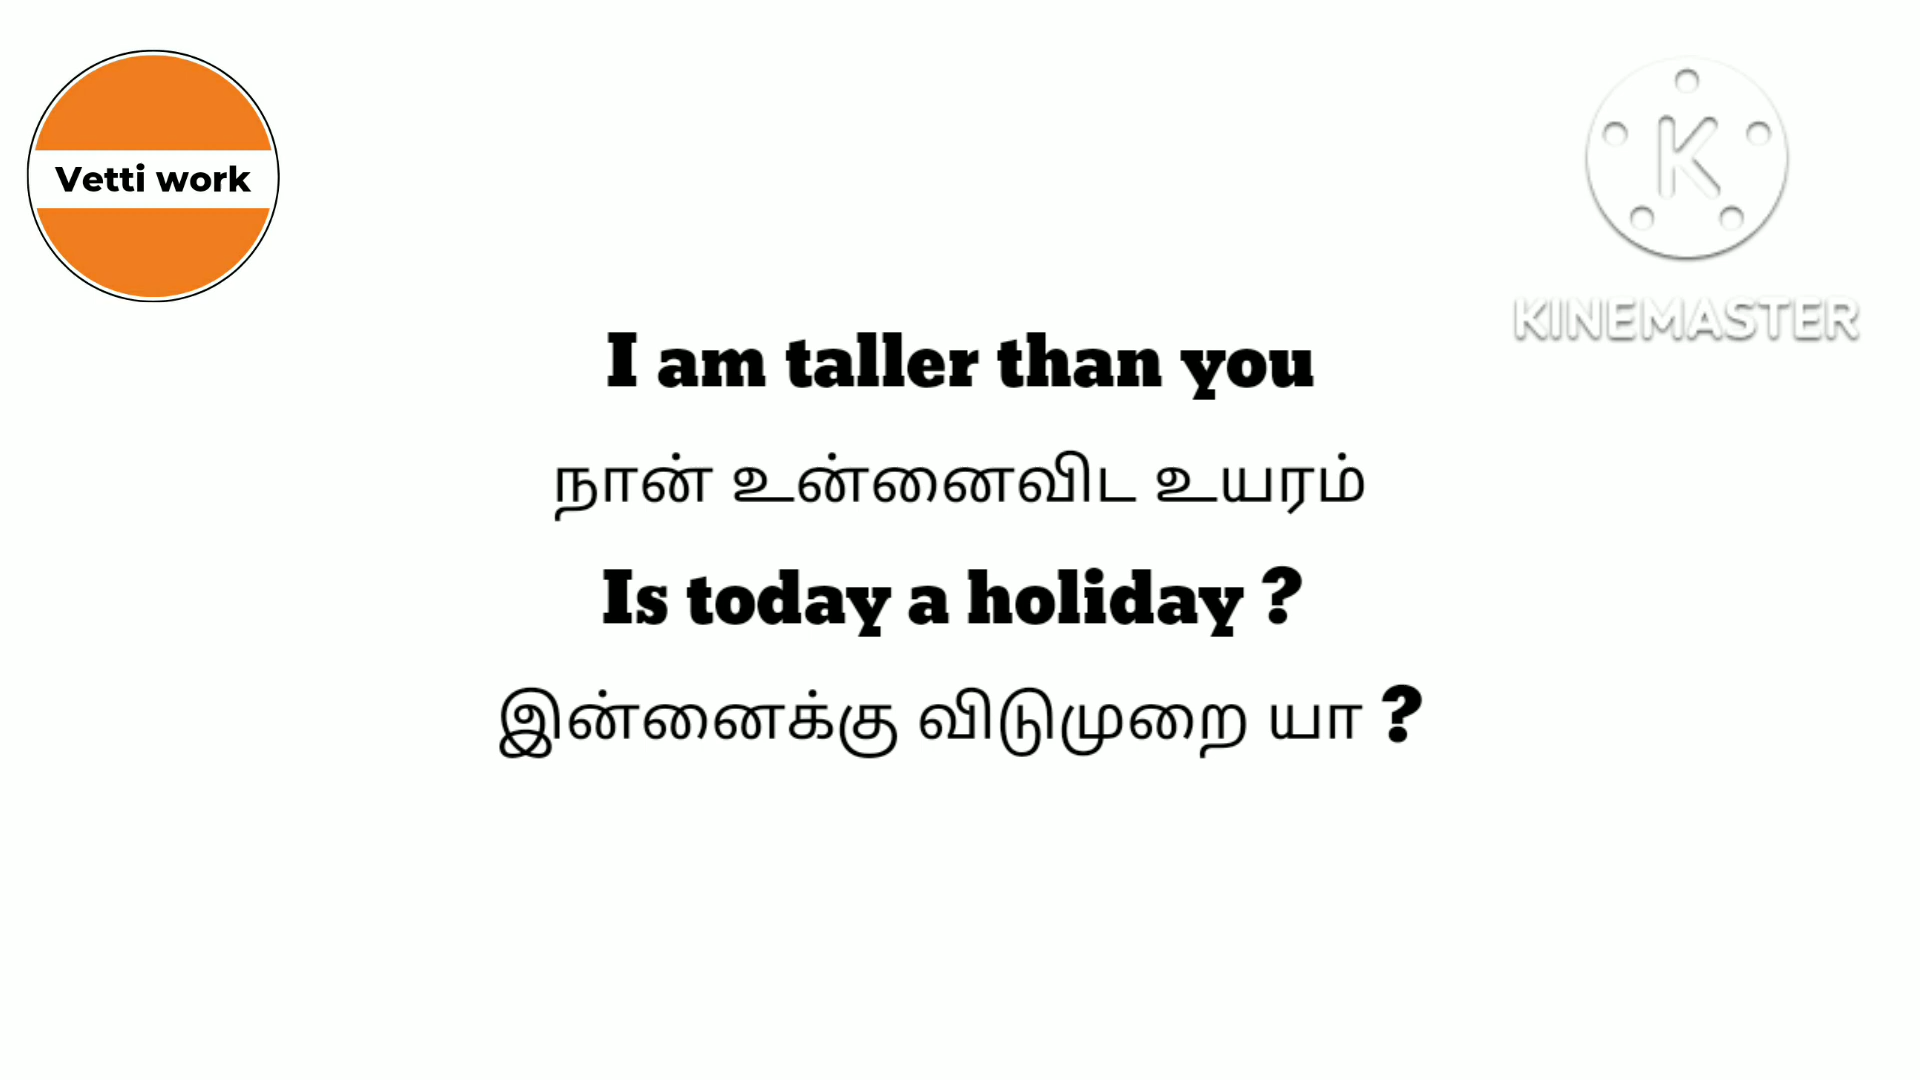 Vetti work
KINEMASTER
I am taller than you
நான் உன்னைவிட உயரம்
Is today a holiday ?
இன்னைக்கு விடுமுறை யா ?